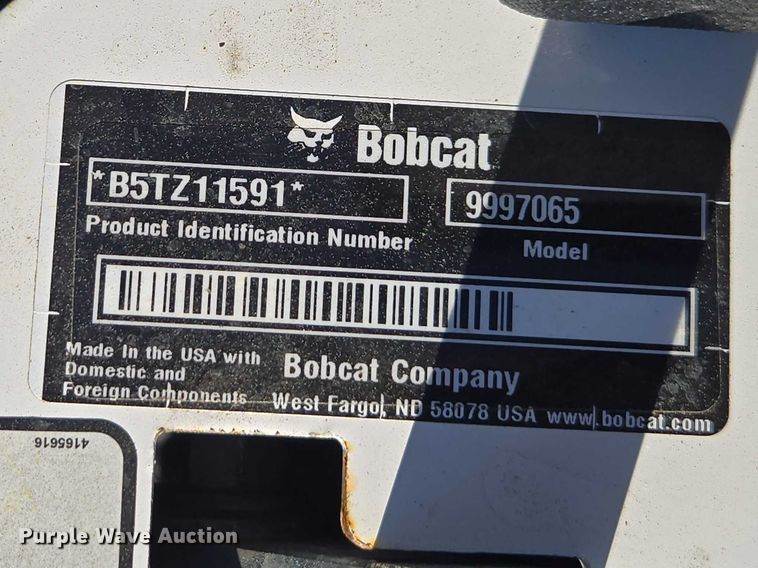 Bobcat
*B5TZ11591*
9997065
Product Identification Number
Model
Made In the USA with
Domestic and
Foreign Components
Bobcat Company
West Fargo, ND 58078 USA www.bobcat.com
4165616
Purple Wave Auction